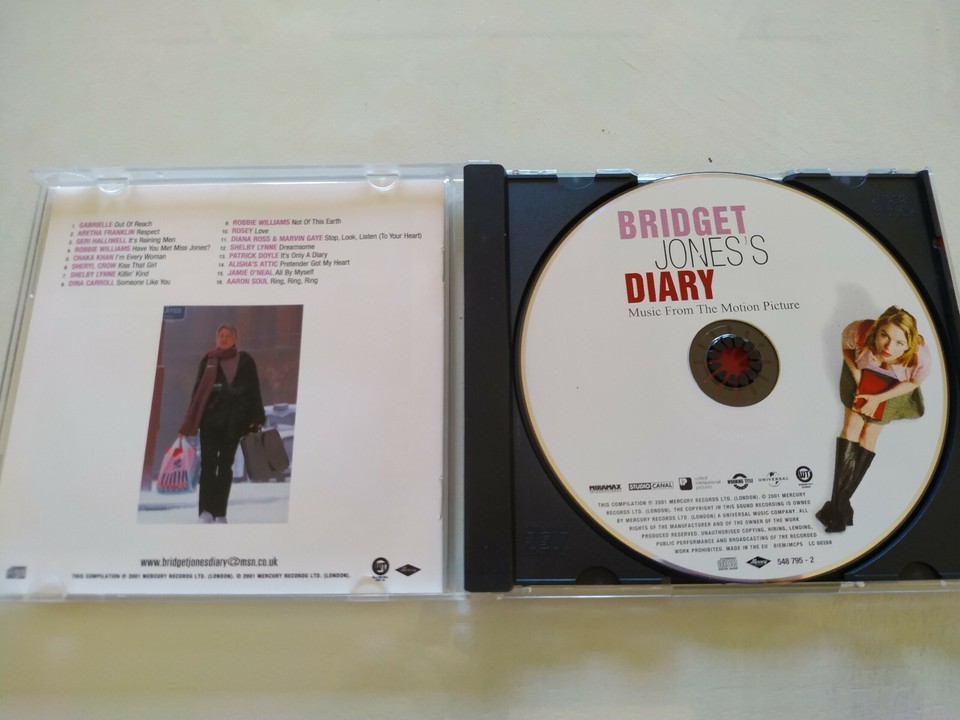 1. GABRIELLE Out Of Reach
2. ARETHA FRANKLIN Respect
3. GERI HALLIWELL It's Raining Men
4. ROBBIE WILLIAMS Have You Met Miss Jones?
5. CHAKA KHAN I'm Every Woman
6. SHERYL CROW Kiss That Girl
7. SHELBY LYNNE Killin' Kind
8. DINA CARROLL Someone Like You
9. ROBBIE WILLIAMS Not Of This Earth
10. ROSEY Love
11. DIANA ROSS & MARVIN GAYE Stop, Look, Listen (To Your Heart)
12. SHELBY LYNNE Dreamsome
13. PATRICK DOYLE It's Only A Diary
14. ALISHA'S ATTIC Pretender Got My Heart
15. JAMIE O'NEAL All By Myself
16. AARON SOUL Ring, Ring, Ring
www.bridgetjonesdiary@msn.co.uk
THIS COMPILATION ℗ 2001 MERCURY RECORDS LTD. (LONDON). © 2001 MERCURY RECORDS LTD. (LONDON).
BRIDGET
JONES'S
DIARY
Music From The Motion Picture
MIRAMAX
STUDIOCANAL
WORKING TITLE
UNIVERSAL
THIS COMPILATION ℗ 2001 MERCURY RECORDS LTD. (LONDON). © 2001 MERCURY
RECORDS LTD. (LONDON). THE COPYRIGHT IN THIS SOUND RECORDING IS OWNED
BY MERCURY RECORDS LTD. (LONDON) A UNIVERSAL MUSIC COMPANY. ALL
RIGHTS OF THE MANUFACTURER AND OF THE OWNER OF THE WORK
PRODUCED RESERVED. UNAUTHORISED COPYING, HIRING, LENDING,
PUBLIC PERFORMANCE AND BROADCASTING OF THE RECORDED
WORK PROHIBITED. MADE IN THE EU BIEM/MCPS LC 00268
548 795 - 2